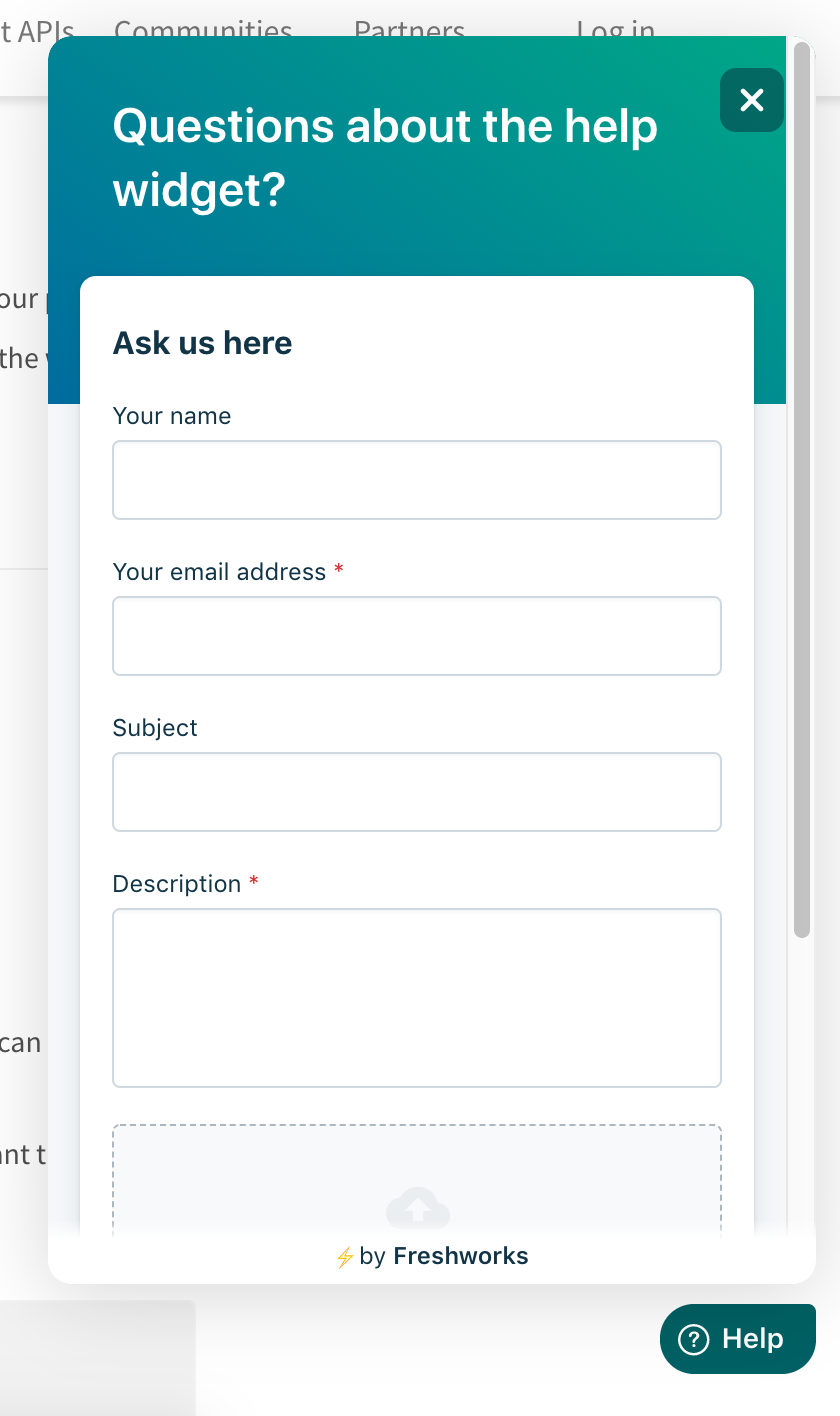 t APIs Communities Partners Log in
Questions about the help
widget?
our
the
Ask us here
Your name
Your email address *
Subject
Description *
can
ant t
by Freshworks
? Help